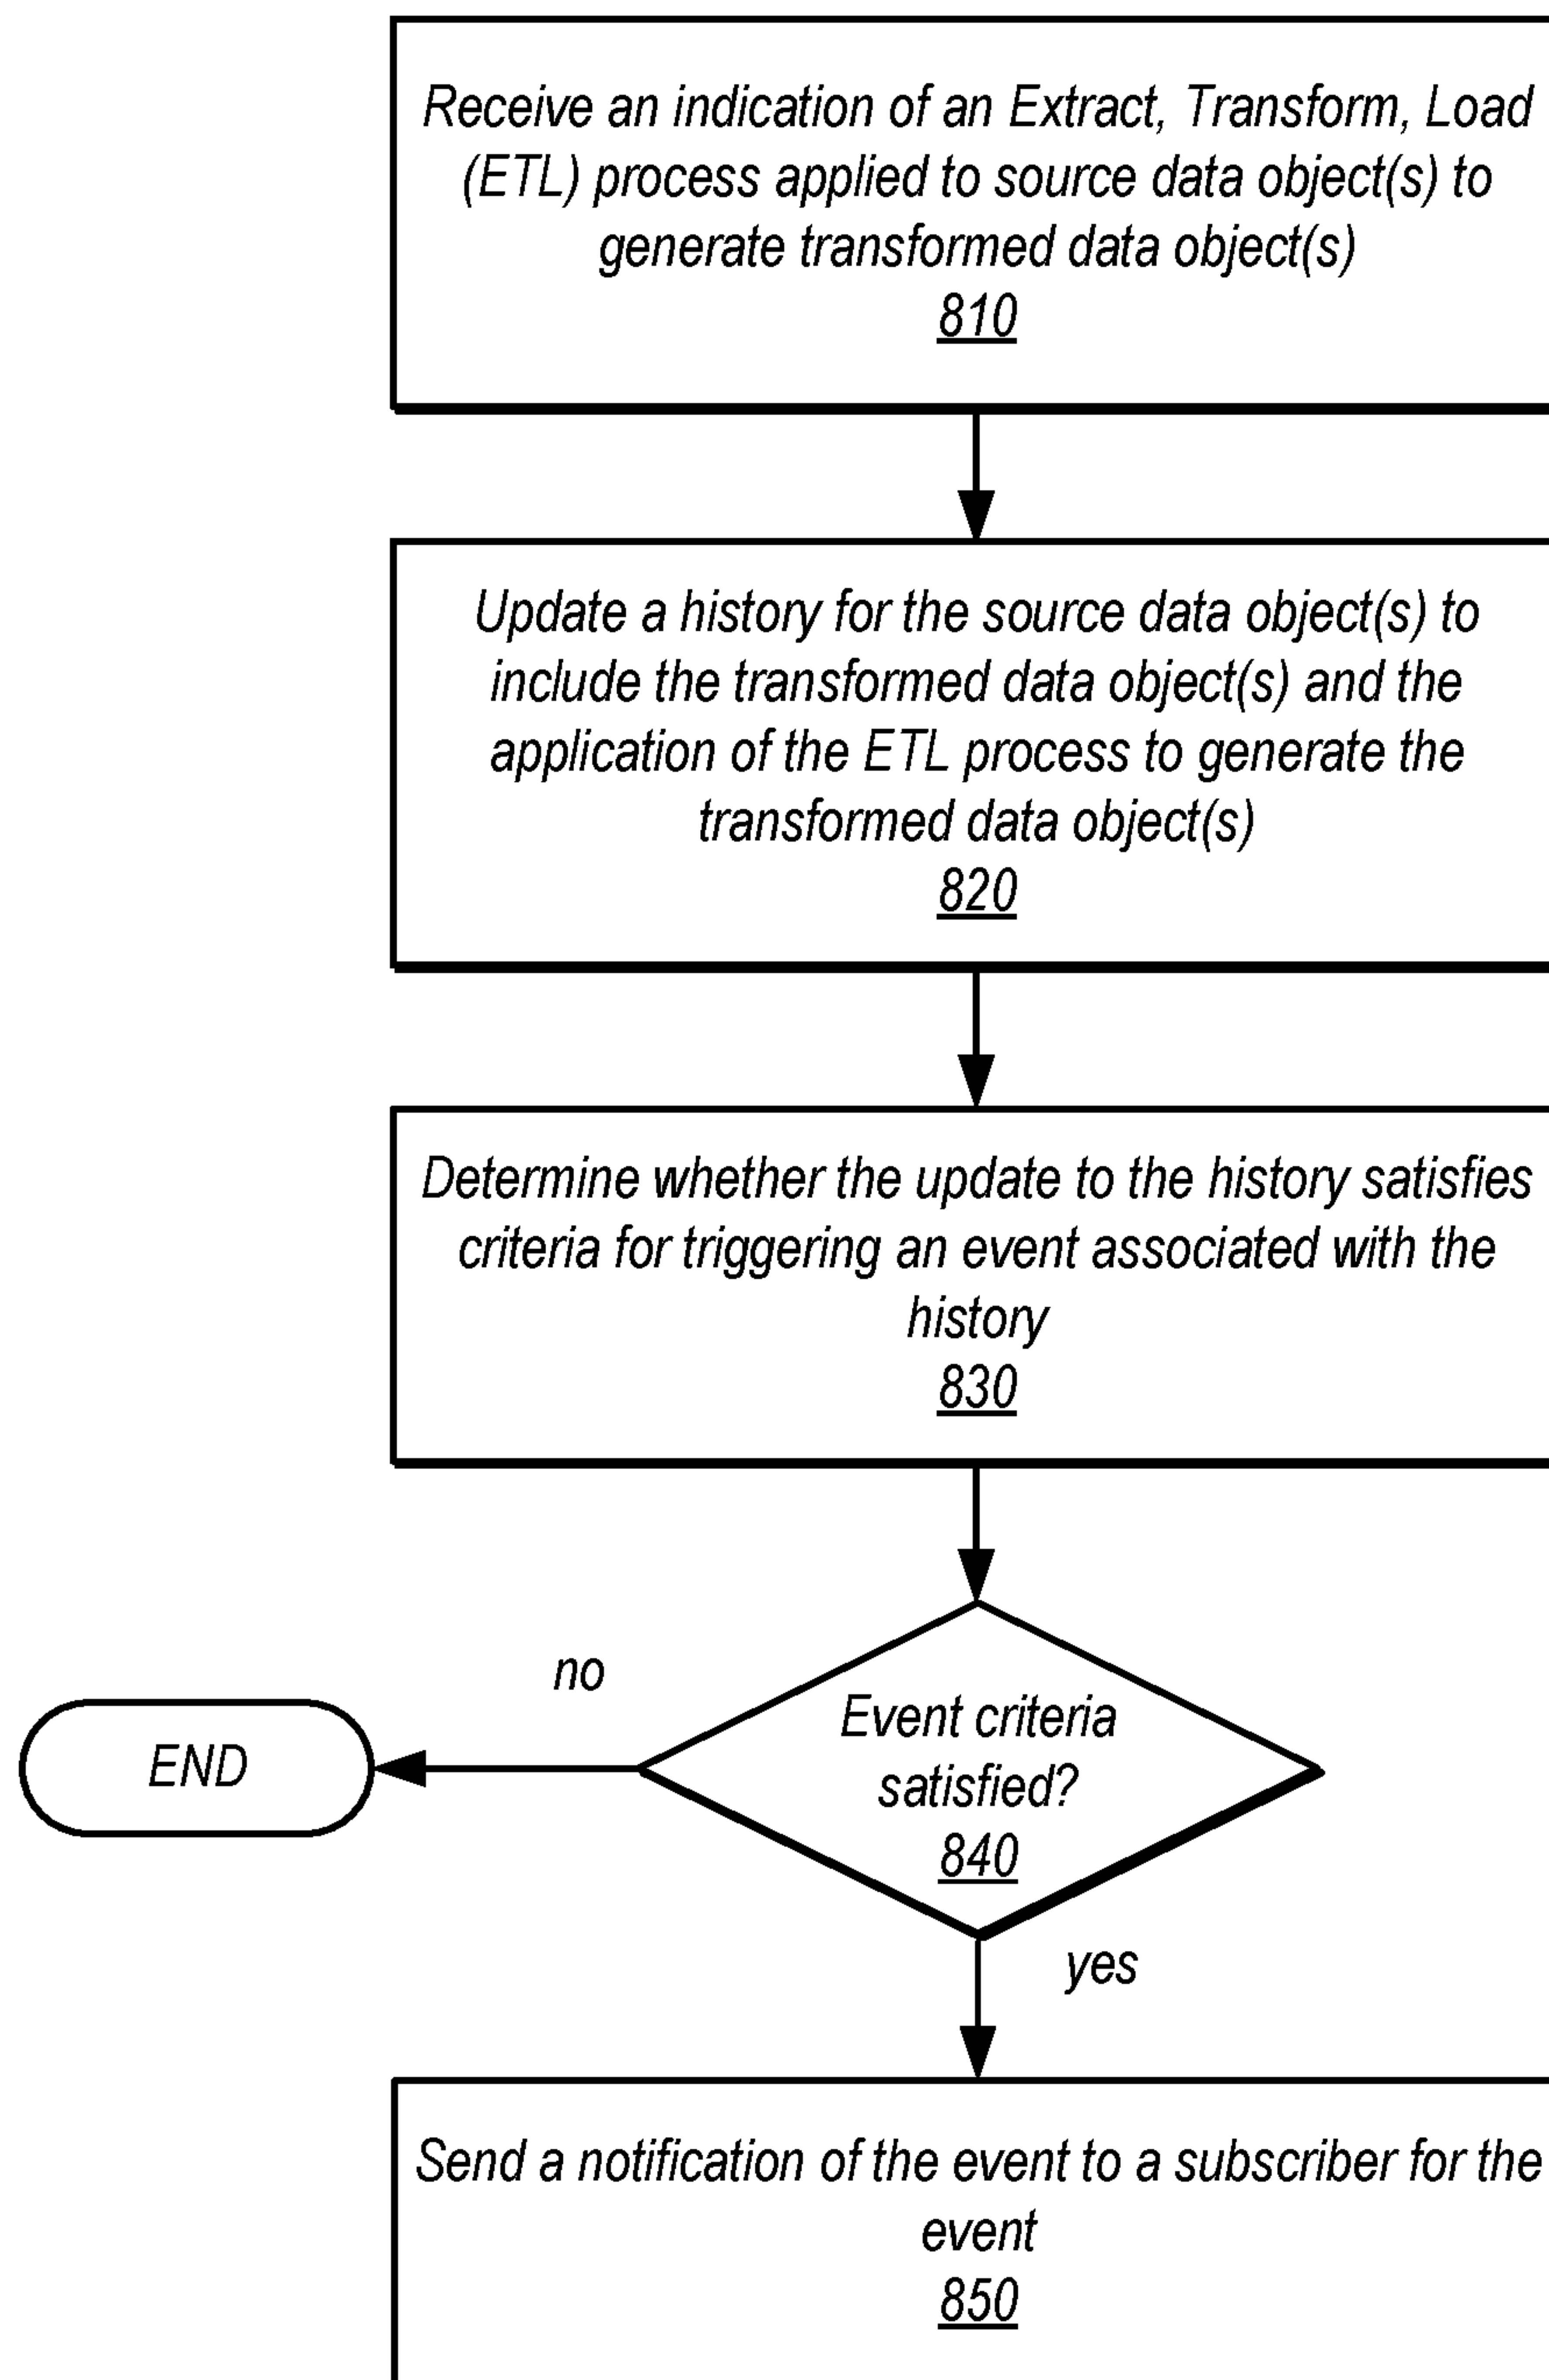 Receive an indication of an Extract, Transform, Load
(ETL) process applied to source data object(s) to
generate transformed data object(s)
810
Update a history for the source data object(s) to
include the transformed data object(s) and the
application of the ETL process to generate the
transformed data object(s)
820
Determine whether the update to the history satisfies
criteria for triggering an event associated with the
history
830
no
Event criteria
satisfied?
840
END
yes
Send a notification of the event to a subscriber for the
event
850